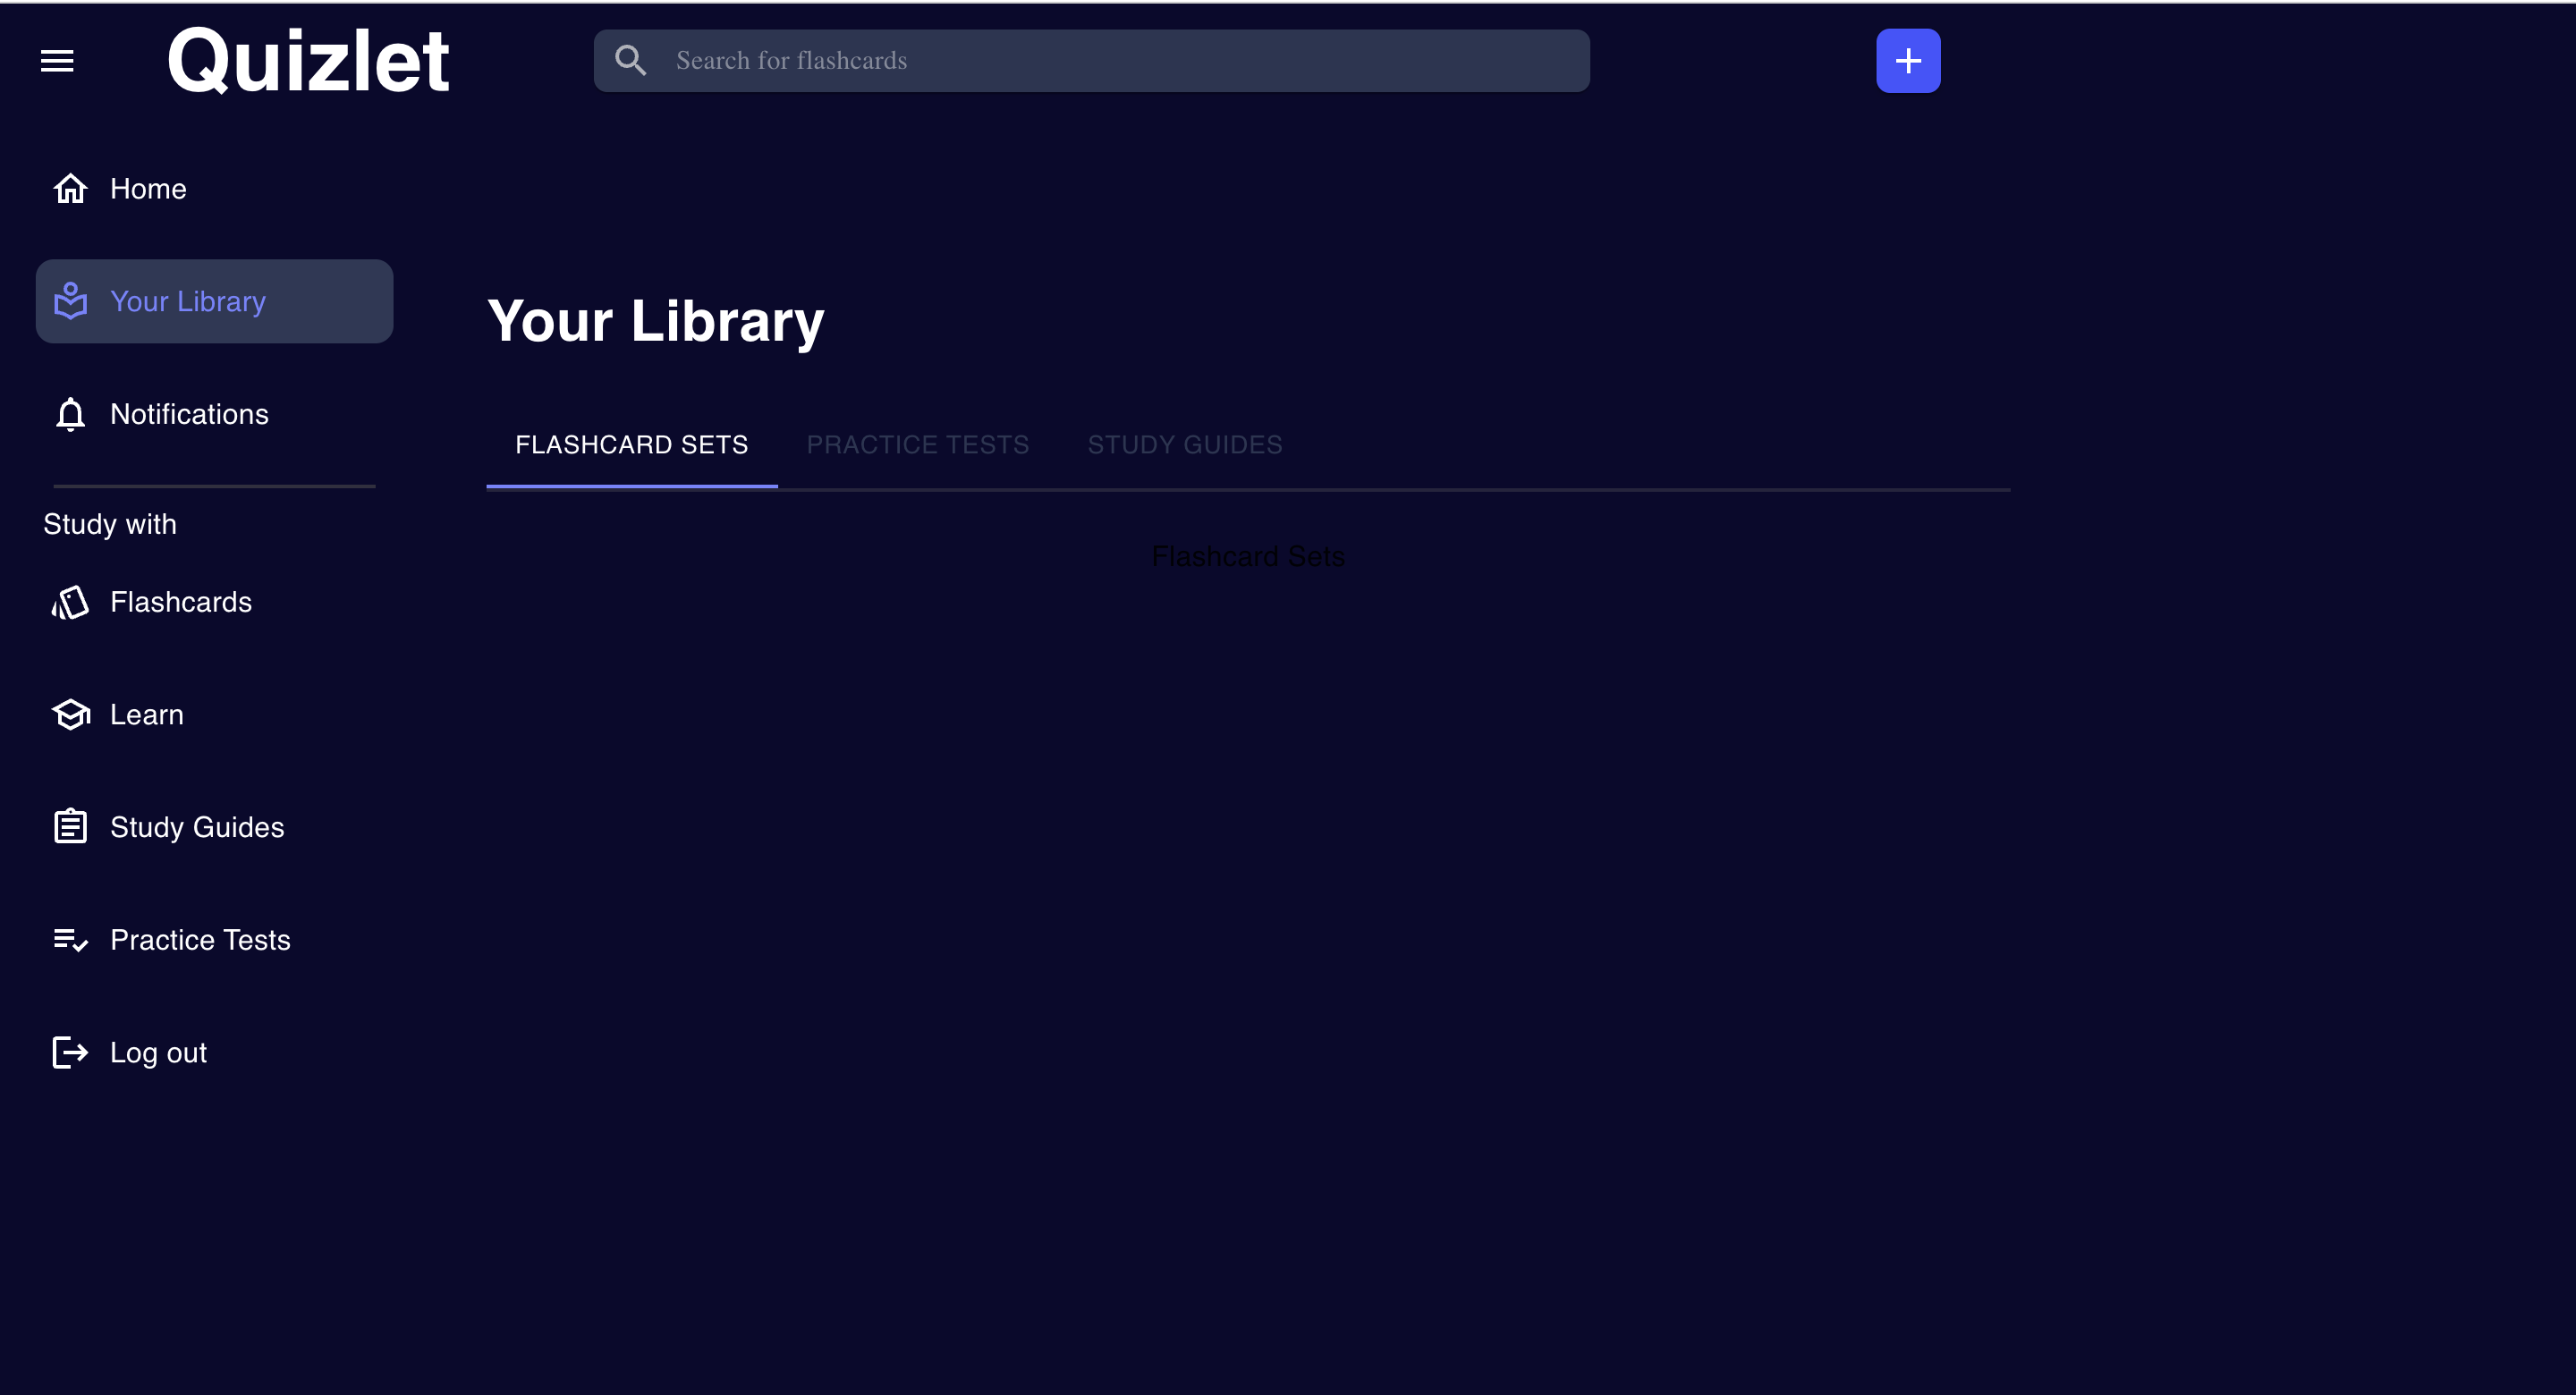 Quizlet
Search for flashcards
Home
Your Library
Notifications
Study with
Flashcards
Learn
Study Guides
Practice Tests
Log out
Your Library
FLASHCARD SETS PRACTICE TESTS STUDY GUIDES
Flashcard Sets